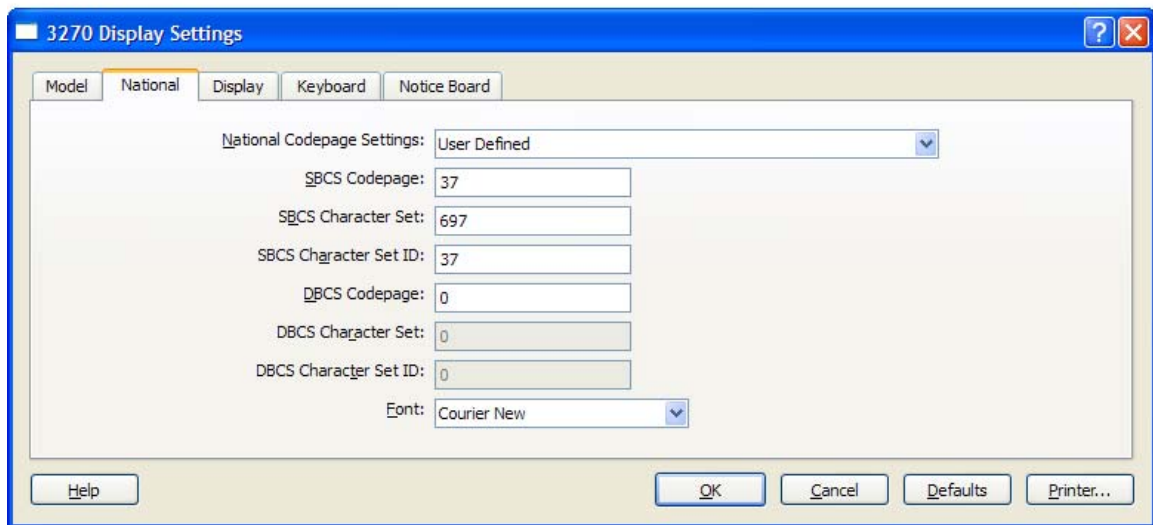 3270 Display Settings
Model National Display Keyboard Notice Board
National Codepage Settings: User Defined
SBCS Codepage: 37
SBCS Character Set: 697
SBCS Character Set ID: 37
DBCS Codepage: 0
DBCS Character Set: 0
DBCS Character Set ID: 0
Font: Courier New
Help OK Cancel Defaults Printer...